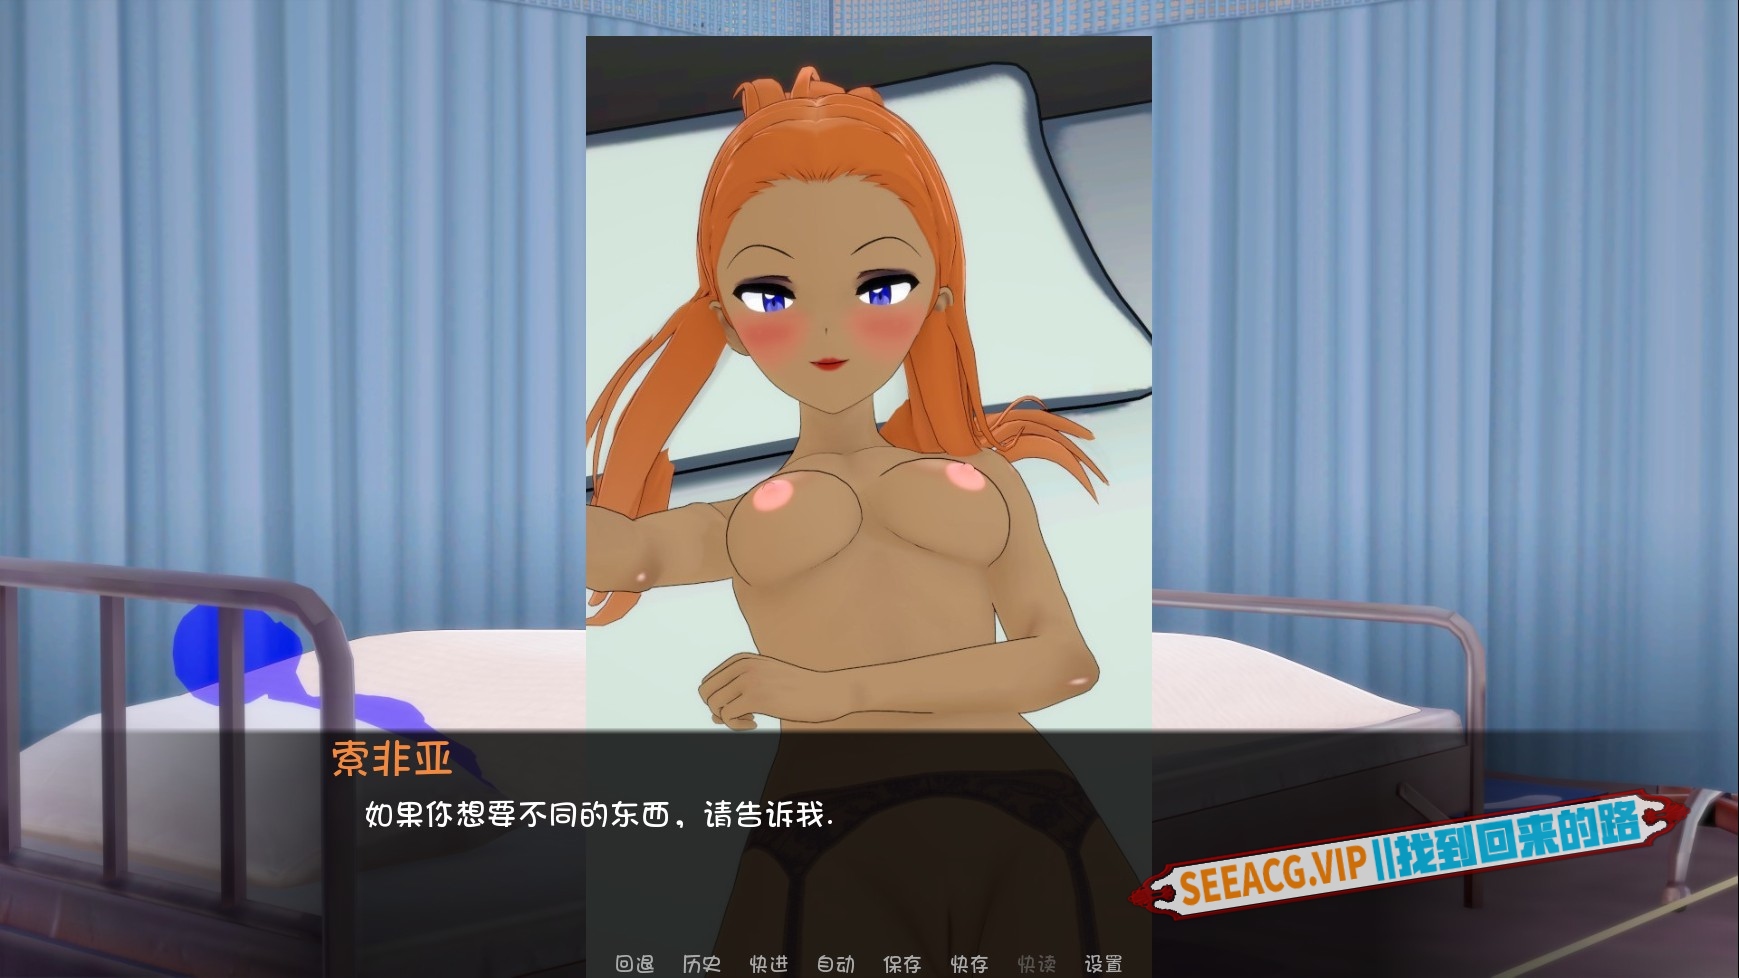 索非亚
如果你想要不同的东西，请告诉我.
SEEACG.VIP||找到回来的路
回退 历史 快进 自动 保存 快存 快读 设置